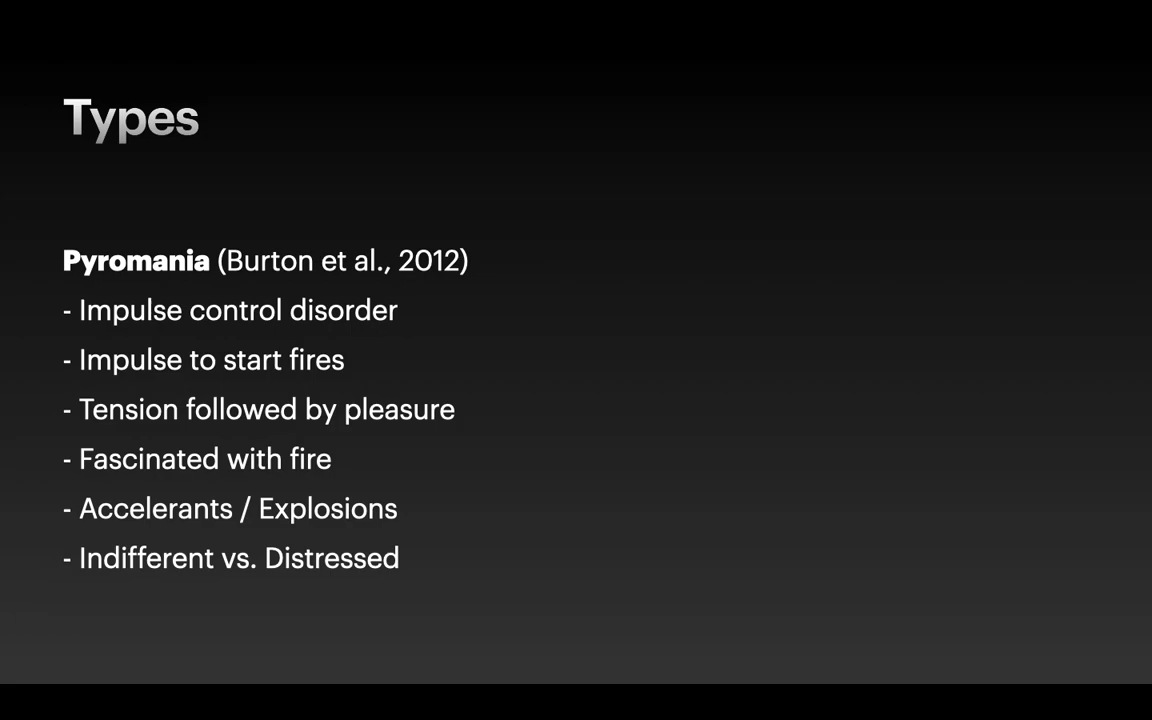 Types
Pyromania (Burton et al., 2012)
- Impulse control disorder
- Impulse to start fires
- Tension followed by pleasure
- Fascinated with fire
- Accelerants / Explosions
- Indifferent vs. Distressed